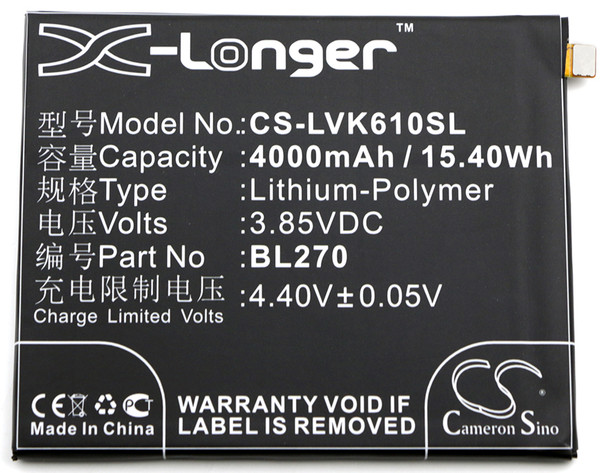 X-Longer™
型号Model No.:CS-LVK610SL
容量Capacity :4000mAh / 15.40Wh
规格Type :Lithium-Polymer
电压Volts :3.85VDC
编号Part No :BL270
充电限制电压 :4.40V±0.05V
Charge Limited Volts
CE PCT
Made In China
WARRANTY VOID IF
LABEL IS REMOVED
CS
Cameron Sino